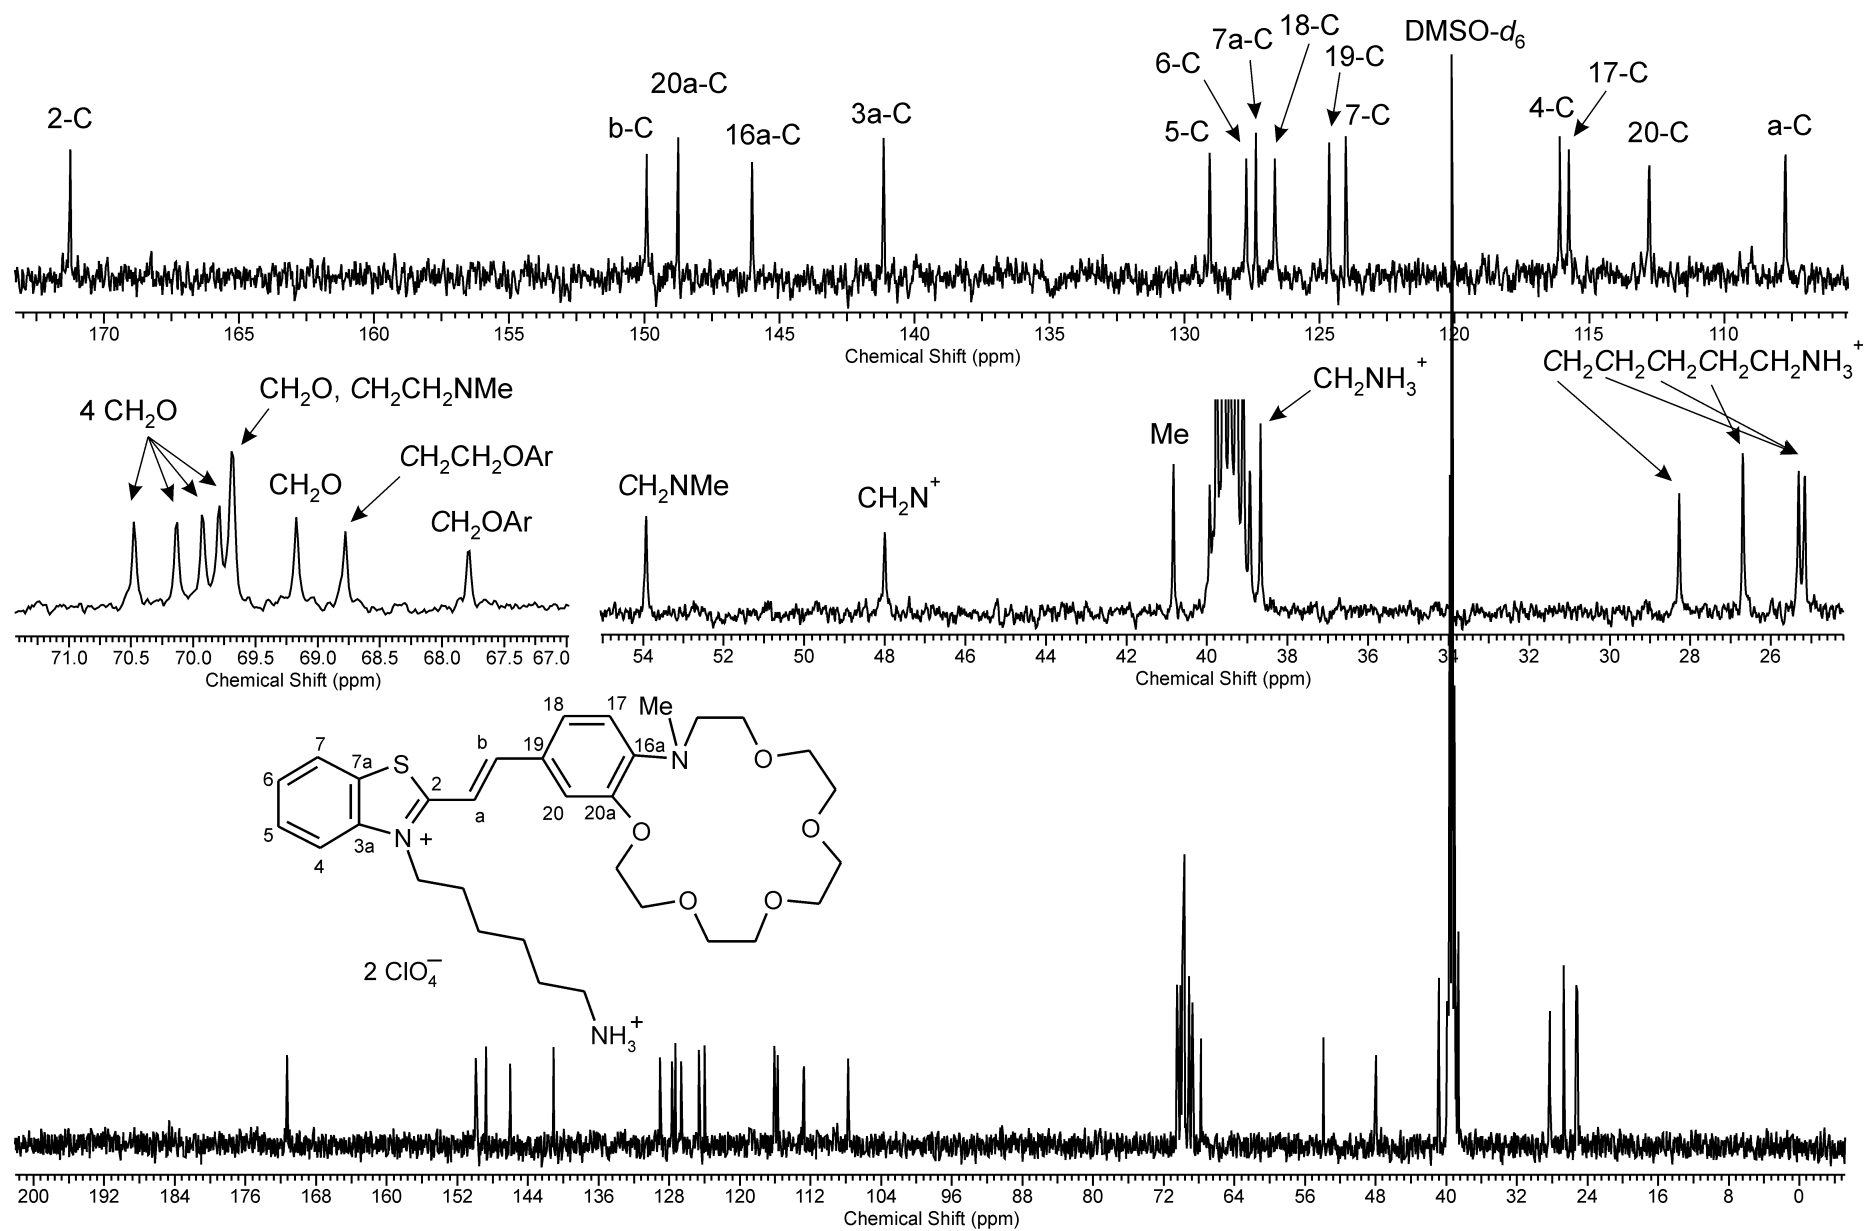 DMSO-d6
18-C
7a-C
19-C
6-C
17-C
20a-C
2-C
b-C
16a-C
3a-C
5-C
7-C
4-C
20-C
a-C
170 165 160 155 150 145 140 135 130 125 120 115 110
Chemical Shift (ppm)
CH2O, CH2CH2NMe
4 CH2O
CH2CH2OAr
CH2O
CH2OAr
71.0 70.5 70.0 69.5 69.0 68.5 68.0 67.5 67.0
Chemical Shift (ppm)
CH2CH2CH2CH2CH2NH3+
CH2NH3+
Me
CH2NMe
CH2N+
54 52 50 48 46 44 42 40 38 36 34 32 30 28 26
Chemical Shift (ppm)
18
17
Me
7
b
19
16a
N
O
7a
S
6
2
5
a
20
20a
O
O
3a
N
+
4
O
O
2 ClO4−
NH3+
200 192 184 176 168 160 152 144 136 128 120 112 104 96 88 80 72 64 56 48 40 32 24 16 8 0
Chemical Shift (ppm)